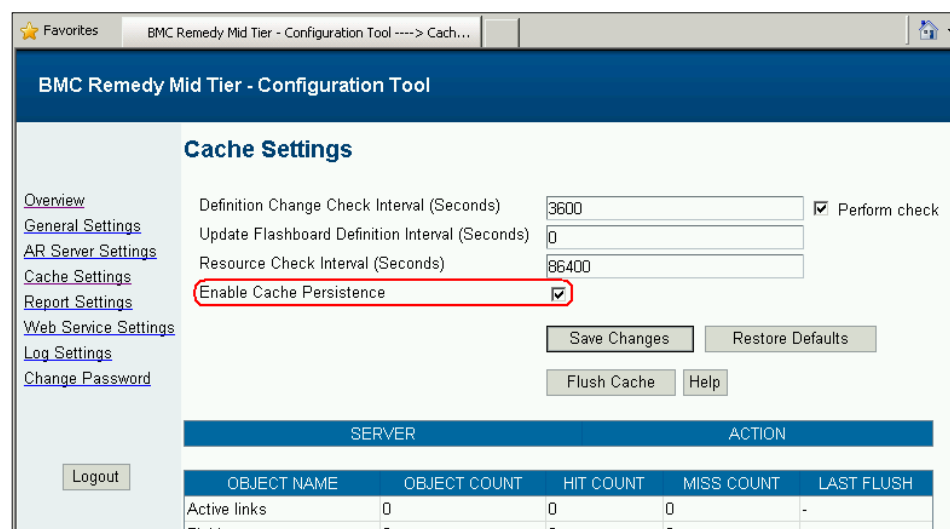 Favorites
BMC Remedy Mid Tier - Configuration Tool ----> Cach...
BMC Remedy Mid Tier - Configuration Tool
Cache Settings
Overview
General Settings
AR Server Settings
Cache Settings
Report Settings
Web Service Settings
Log Settings
Change Password
Logout
Definition Change Check Interval (Seconds) 3600 Perform check
Update Flashboard Definition Interval (Seconds) 0
Resource Check Interval (Seconds) 86400
Enable Cache Persistence
Save Changes Restore Defaults
Flush Cache Help
SERVER ACTION
OBJECT NAME OBJECT COUNT HIT COUNT MISS COUNT LAST FLUSH
Active links 0 0 0 -